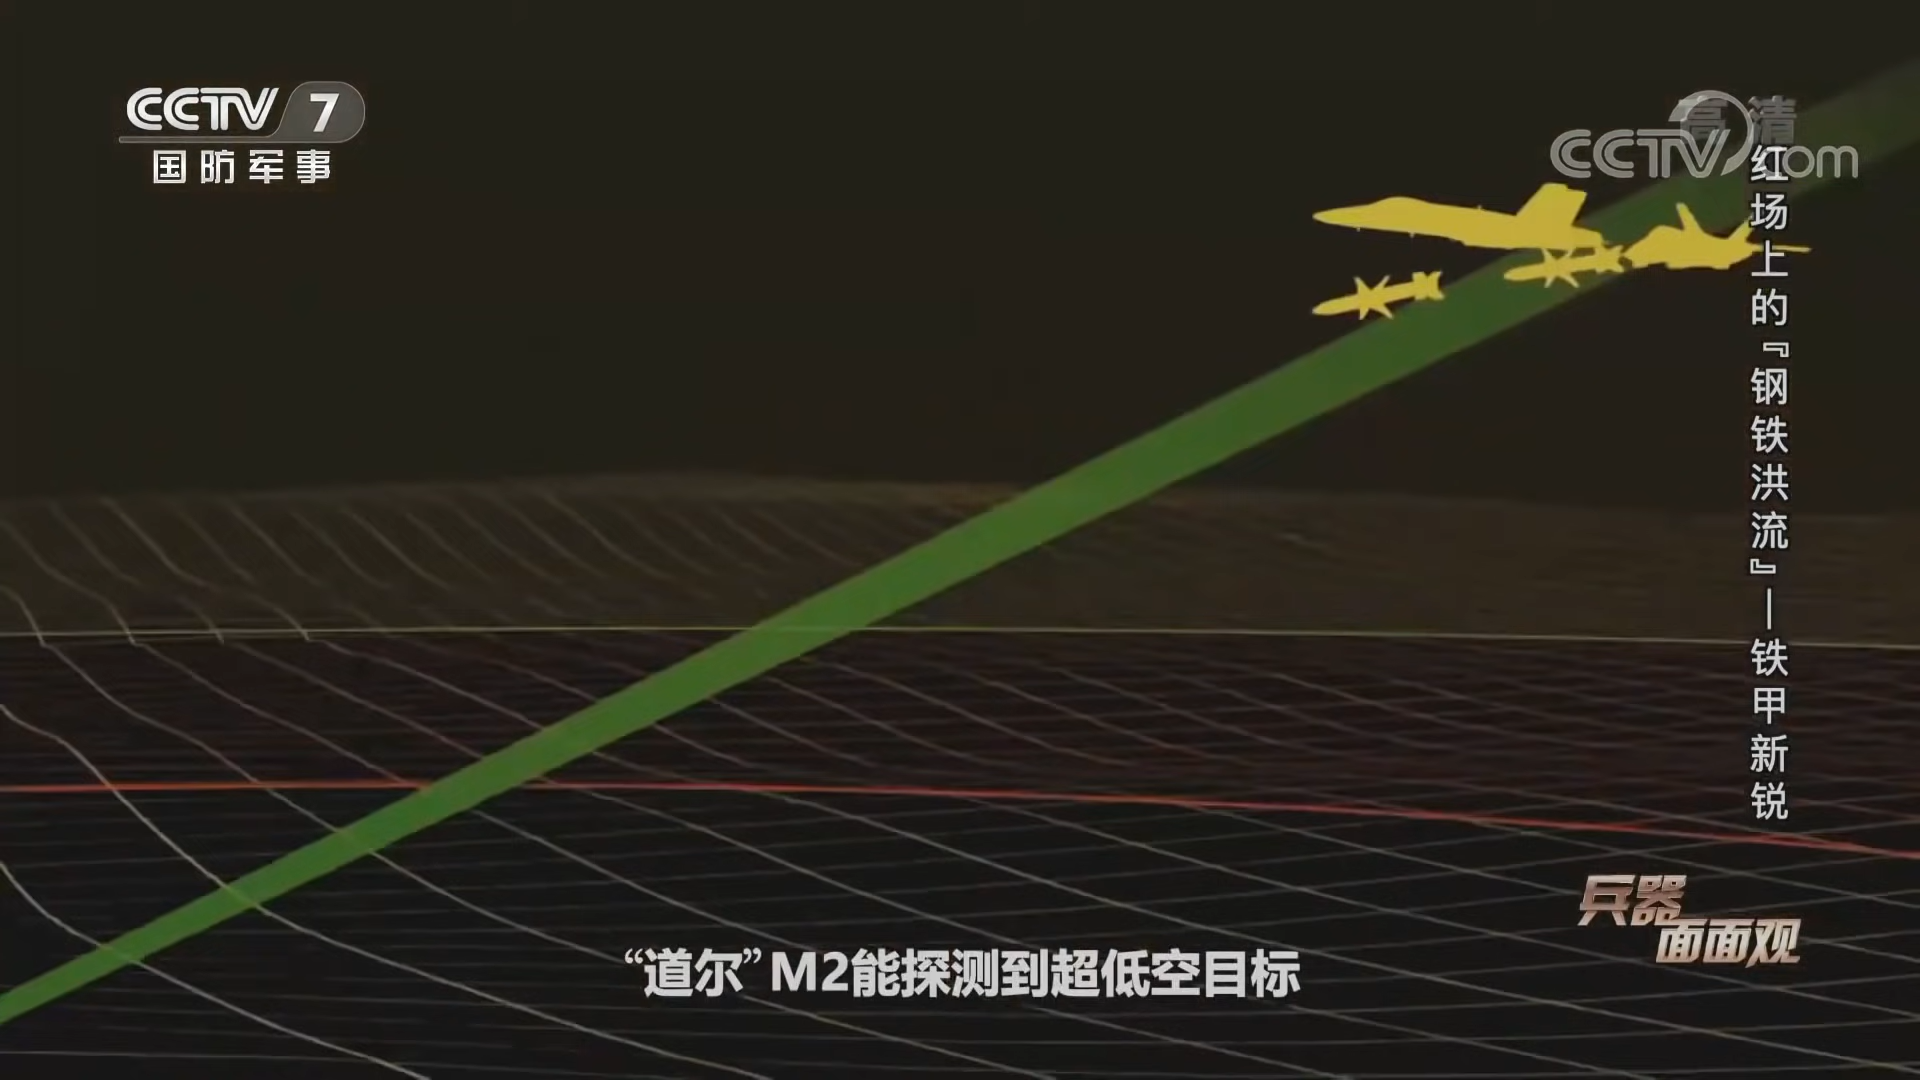 CCTV 7
国防军事
高清
CCTV.com
红场上的『钢铁洪流』—铁甲新锐
兵器
面面观
“道尔”M2能探测到超低空目标